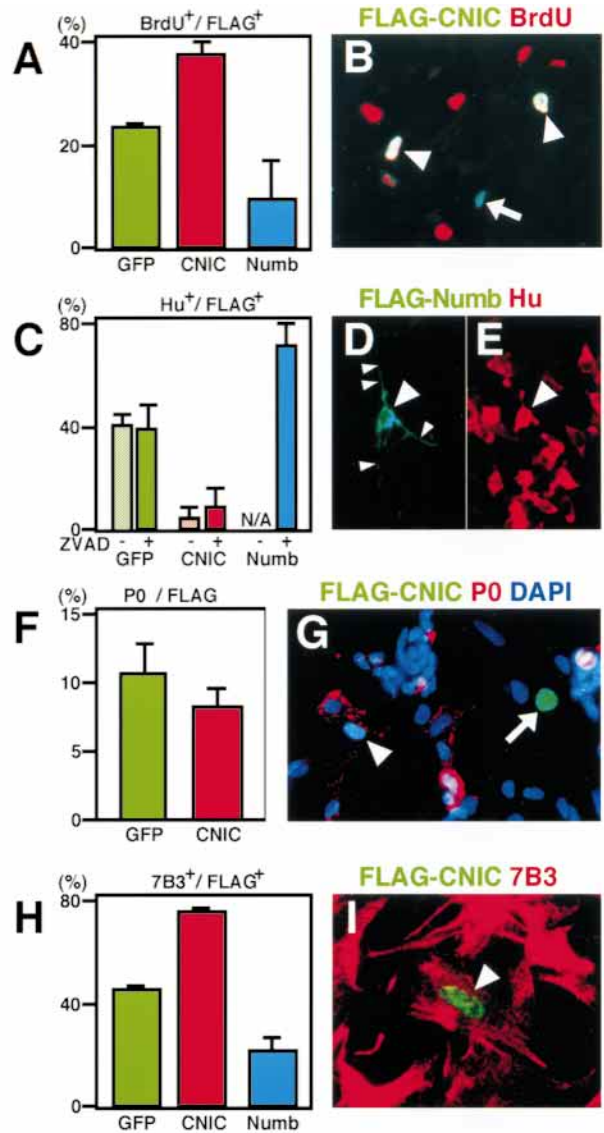 A
(%)
BrdU⁺/ FLAG⁺
40
20
0
GFP CNIC Numb
FLAG-CNIC BrdU
B
C
(%)
Hu⁺/ FLAG⁺
80
40
0
N/A
ZVAD - + - + - +
GFP CNIC Numb
FLAG-Numb Hu
D E
F
(%)
P0 / FLAG
15
10
5
0
GFP CNIC
FLAG-CNIC P0 DAPI
G
H
(%)
7B3⁺/ FLAG⁺
80
40
0
GFP CNIC Numb
FLAG-CNIC 7B3
I